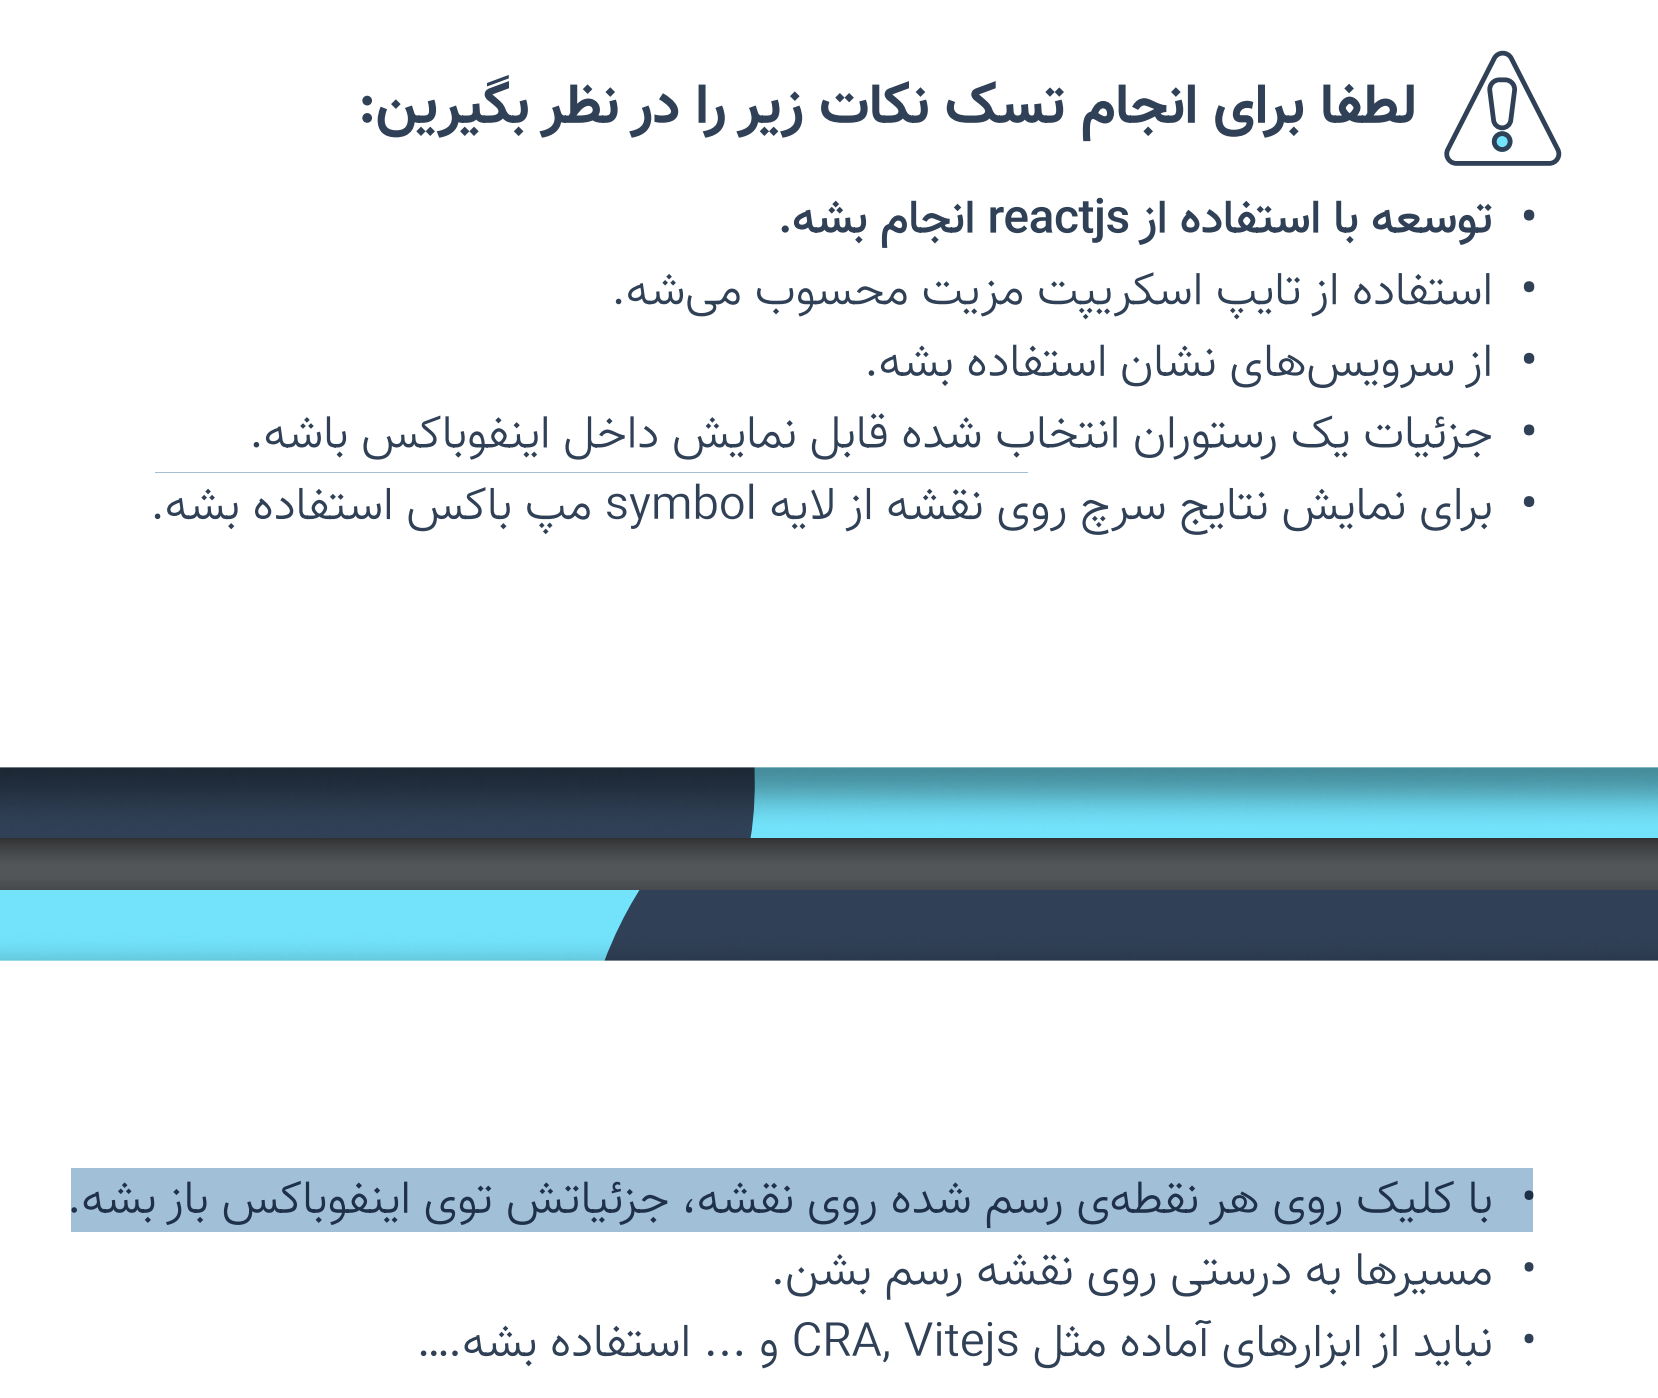 لطفا برای انجام تسک نکات زیر را در نظر بگیرین:
• توسعه با استفاده از reactjs انجام بشه.
• استفاده از تایپ اسکریپت مزیت محسوب می‌شه.
• از سرویس‌های نشان استفاده بشه.
• جزئیات یک رستوران انتخاب شده قابل نمایش داخل اینفوباکس باشه.
• برای نمایش نتایج سرچ روی نقشه از لایه symbol مپ باکس استفاده بشه.
• با کلیک روی هر نقطه‌ی رسم شده روی نقشه، جزئیاتش توی اینفوباکس باز بشه.
• مسیرها به درستی روی نقشه رسم بشن.
• نباید از ابزارهای آماده مثل CRA, Vitejs و ... استفاده بشه....